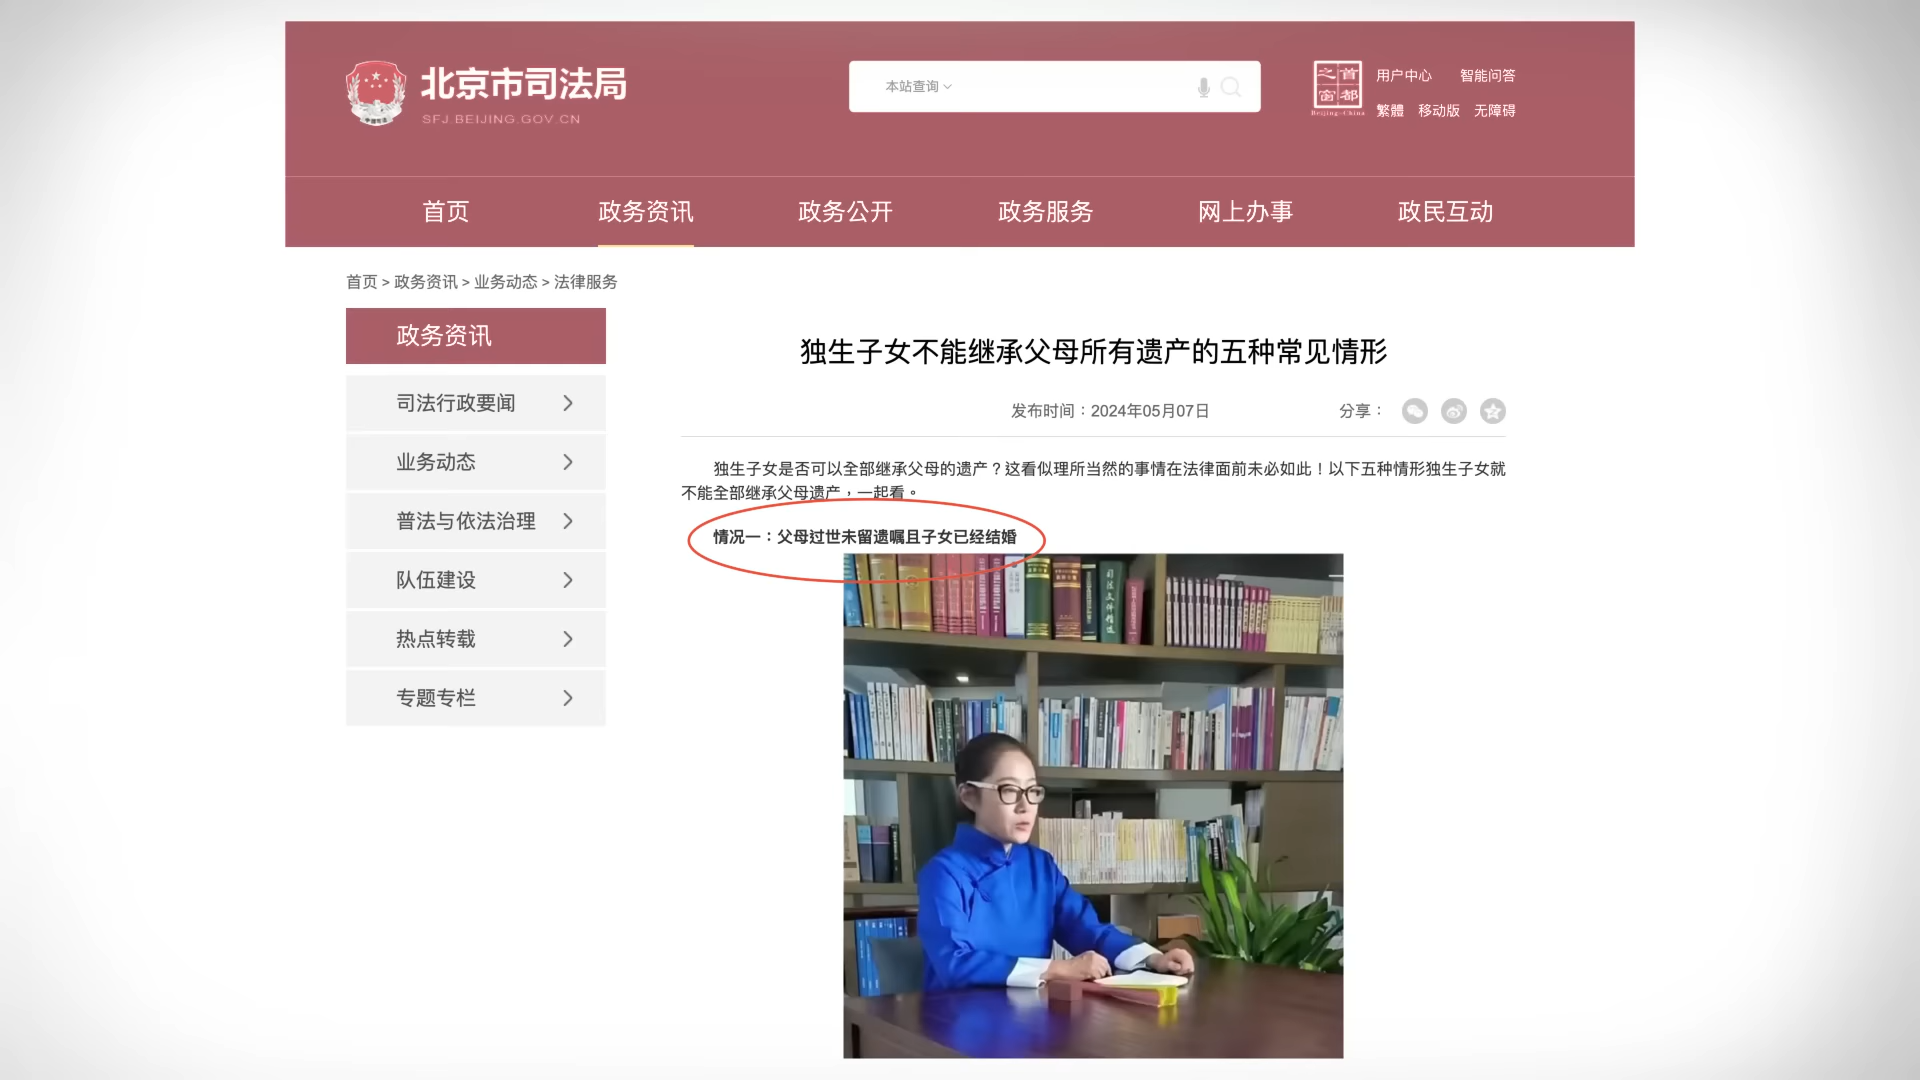 北京市司法局
SFJ.BEIJING.GOV.CN
本站查询
首都之窗
Beijing-China
用户中心 智能问答
繁體 移动版 无障碍
首页 政务资讯 政务公开 政务服务 网上办事 政民互动
首页 > 政务资讯 > 业务动态 > 法律服务
政务资讯
司法行政要闻
业务动态
普法与依法治理
队伍建设
热点转载
专题专栏
独生子女不能继承父母所有遗产的五种常见情形
发布时间：2024年05月07日 分享：
独生子女是否可以全部继承父母的遗产？这看似理所当然的事情在法律面前未必如此！以下五种情形独生子女就
不能全部继承父母遗产，一起看。
情况一：父母过世未留遗嘱且子女已经结婚
司法文件选